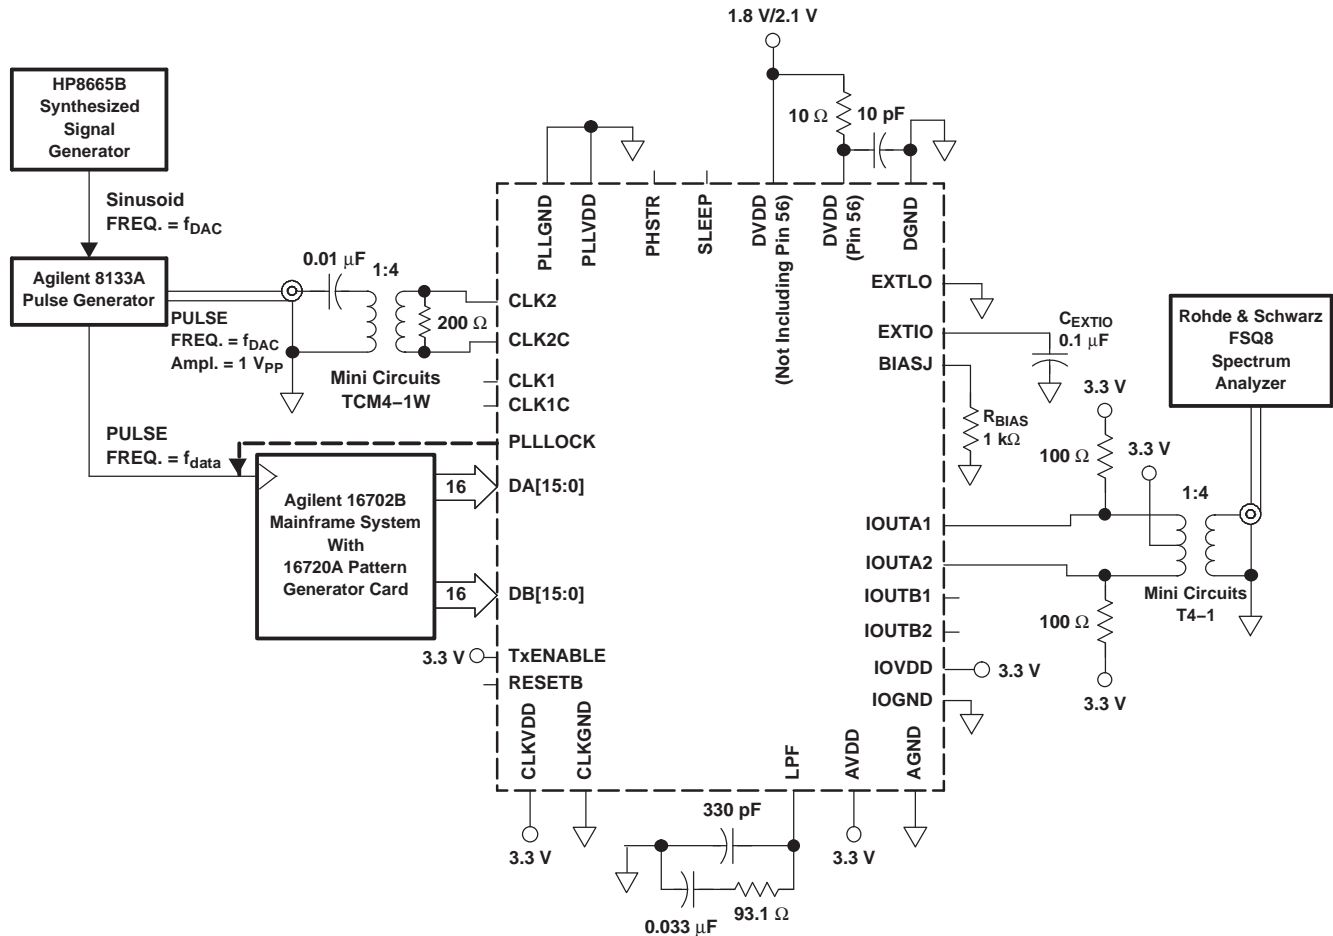 1.8 V/2.1 V
HP8665B
Synthesized
Signal
Generator
10 Ω
10 pF
Sinusoid
FREQ. = fDAC
PLLGND
PLLVDD
PHSTR
SLEEP
DVDD
(Not Including Pin 56)
DVDD
(Pin 56)
DGND
Agilent 8133A
Pulse Generator
0.01 μF
1:4
PULSE
FREQ. = fDAC
Ampl. = 1 VPP
200 Ω
Mini Circuits
TCM4−1W
CLK2
CLK2C
CLK1
CLK1C
PLLLOCK
PULSE
FREQ. = fdata
Agilent 16702B
Mainframe System
With
16720A Pattern
Generator Card
16
DA[15:0]
16
DB[15:0]
3.3 V
TxENABLE
RESETB
EXTLO
EXTIO
BIASJ
CEXTIO
0.1 μF
RBIAS
1 kΩ
Rohde & Schwarz
FSQ8
Spectrum
Analyzer
3.3 V
100 Ω
3.3 V
1:4
IOUTA1
IOUTA2
IOUTB1
IOUTB2
Mini Circuits
T4−1
100 Ω
3.3 V
IOVDD
3.3 V
IOGND
CLKVDD
CLKGND
LPF
AVDD
AGND
3.3 V
330 pF
3.3 V
0.033 μF
93.1 Ω